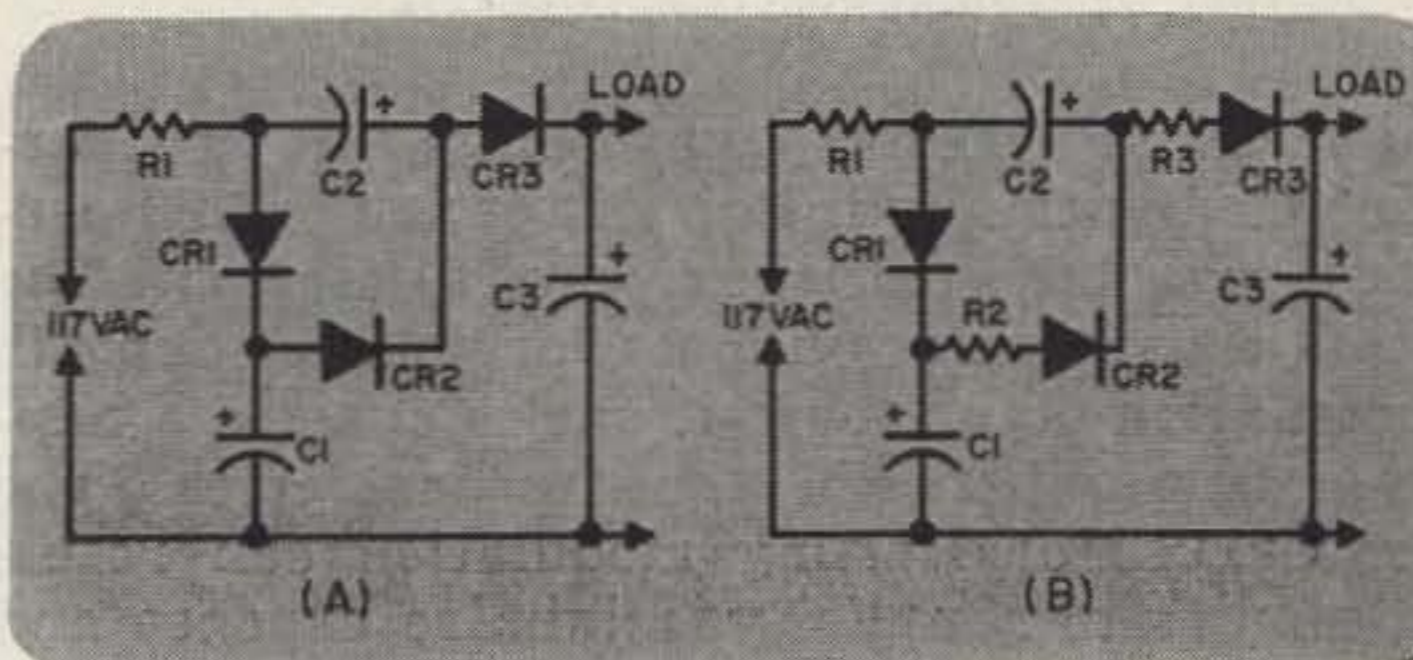 LOAD
+
R1
C2
CR3
CR1
+
C3
117VAC
CR2
+
C1
(A)
LOAD
+
R1
C2
R3
CR3
CR1
+
C3
R2
117VAC
CR2
+
C1
(B)